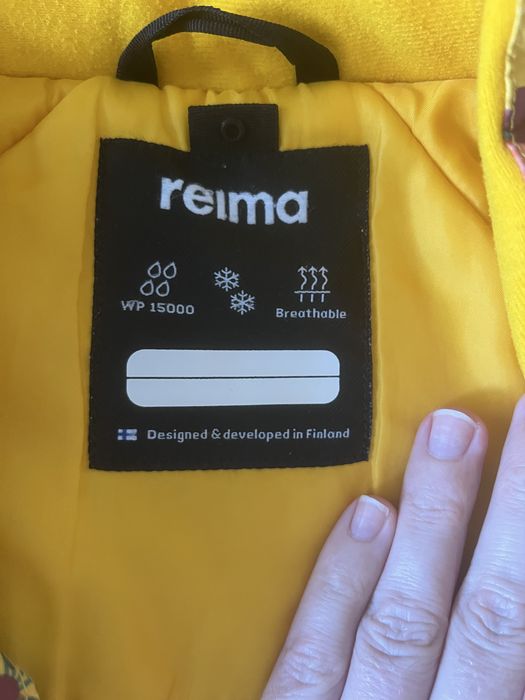 reima
WP 15000
Breathable
Designed & developed in Finland